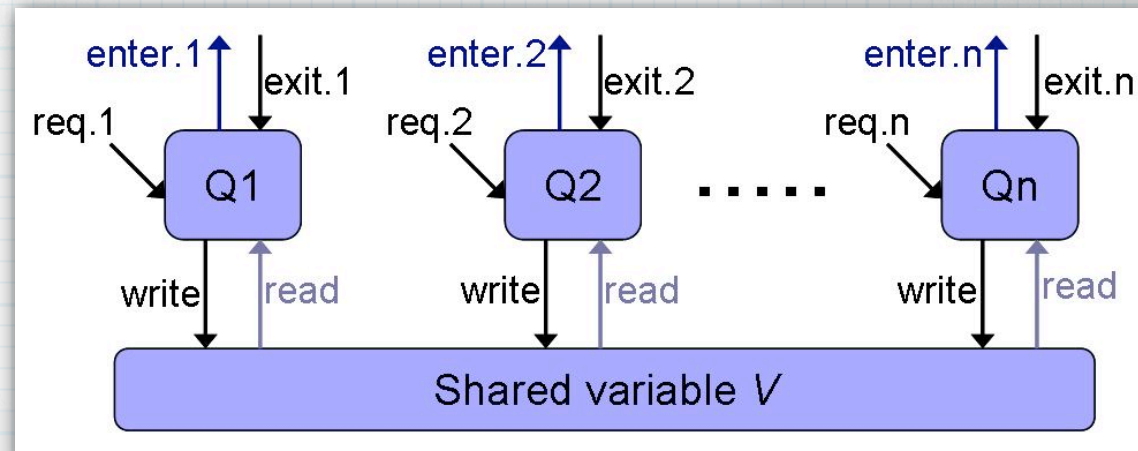 enter.1
exit.1
req.1
Q1
write
read
enter.2
exit.2
req.2
Q2
write
read
.....
enter.n
exit.n
req.n
Qn
write
read
Shared variable V